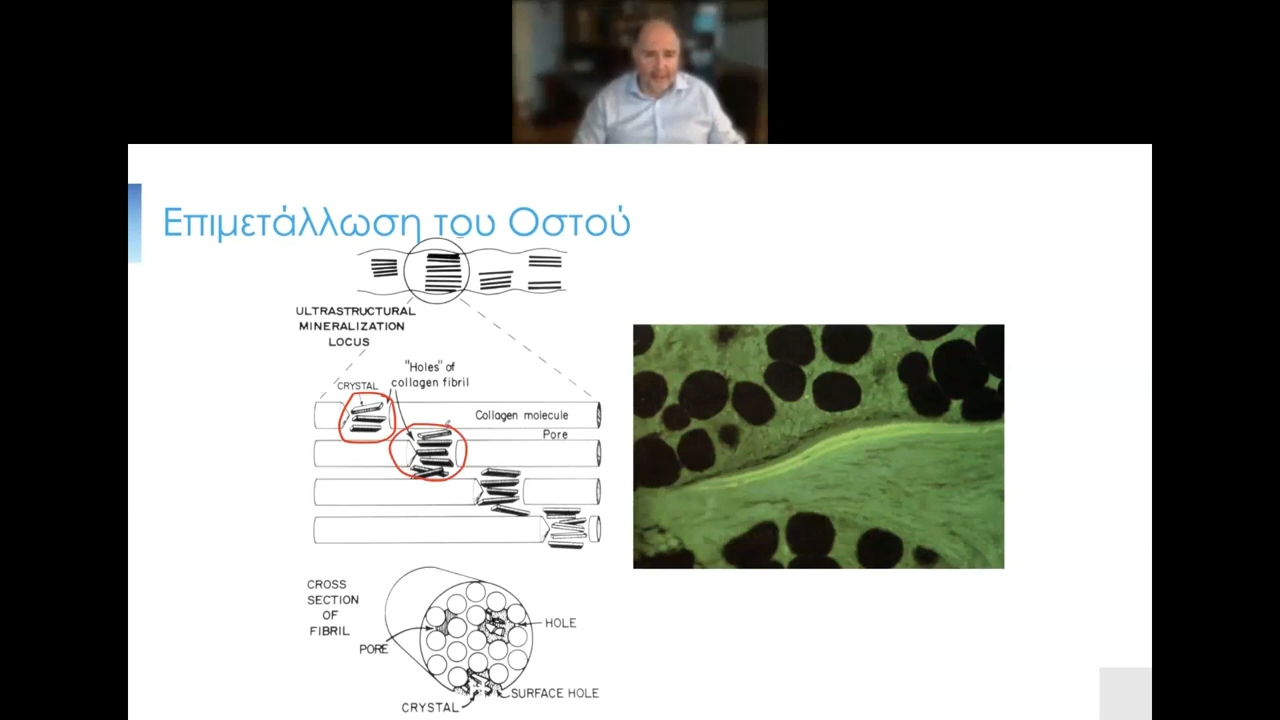 Επιμετάλλωση του Οστού
ULTRASTRUCTURAL
MINERALIZATION
LOCUS
"Holes" of
collagen fibril
CRYSTAL
Collagen molecule
Pore
CROSS
SECTION
OF
FIBRIL
PORE
HOLE
SURFACE HOLE
CRYSTAL